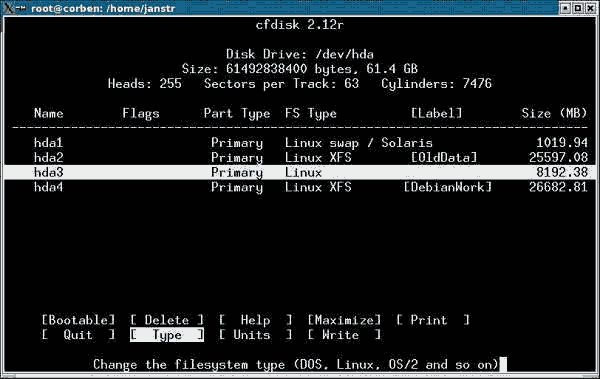 root@corben: /home/janstr
cfdisk 2.12r
Disk Drive: /dev/hda
Size: 61492838400 bytes, 61.4 GB
Heads: 255   Sectors per Track: 63   Cylinders: 7476
Name   Flags   Part Type   FS Type   [Label]   Size (MB)
hda1   Primary   Linux swap / Solaris   1019.94
hda2   Primary   Linux XFS   [OldData]   25597.08
hda3   Primary   Linux   8192.38
hda4   Primary   Linux XFS   [DebianWork]   26682.81
[Bootable]  [ Delete ]  [  Help  ]  [Maximize]  [ Print  ]
[  Quit  ]  [  Type  ]  [ Units  ]  [ Write  ]
Change the filesystem type (DOS, Linux, OS/2 and so on)